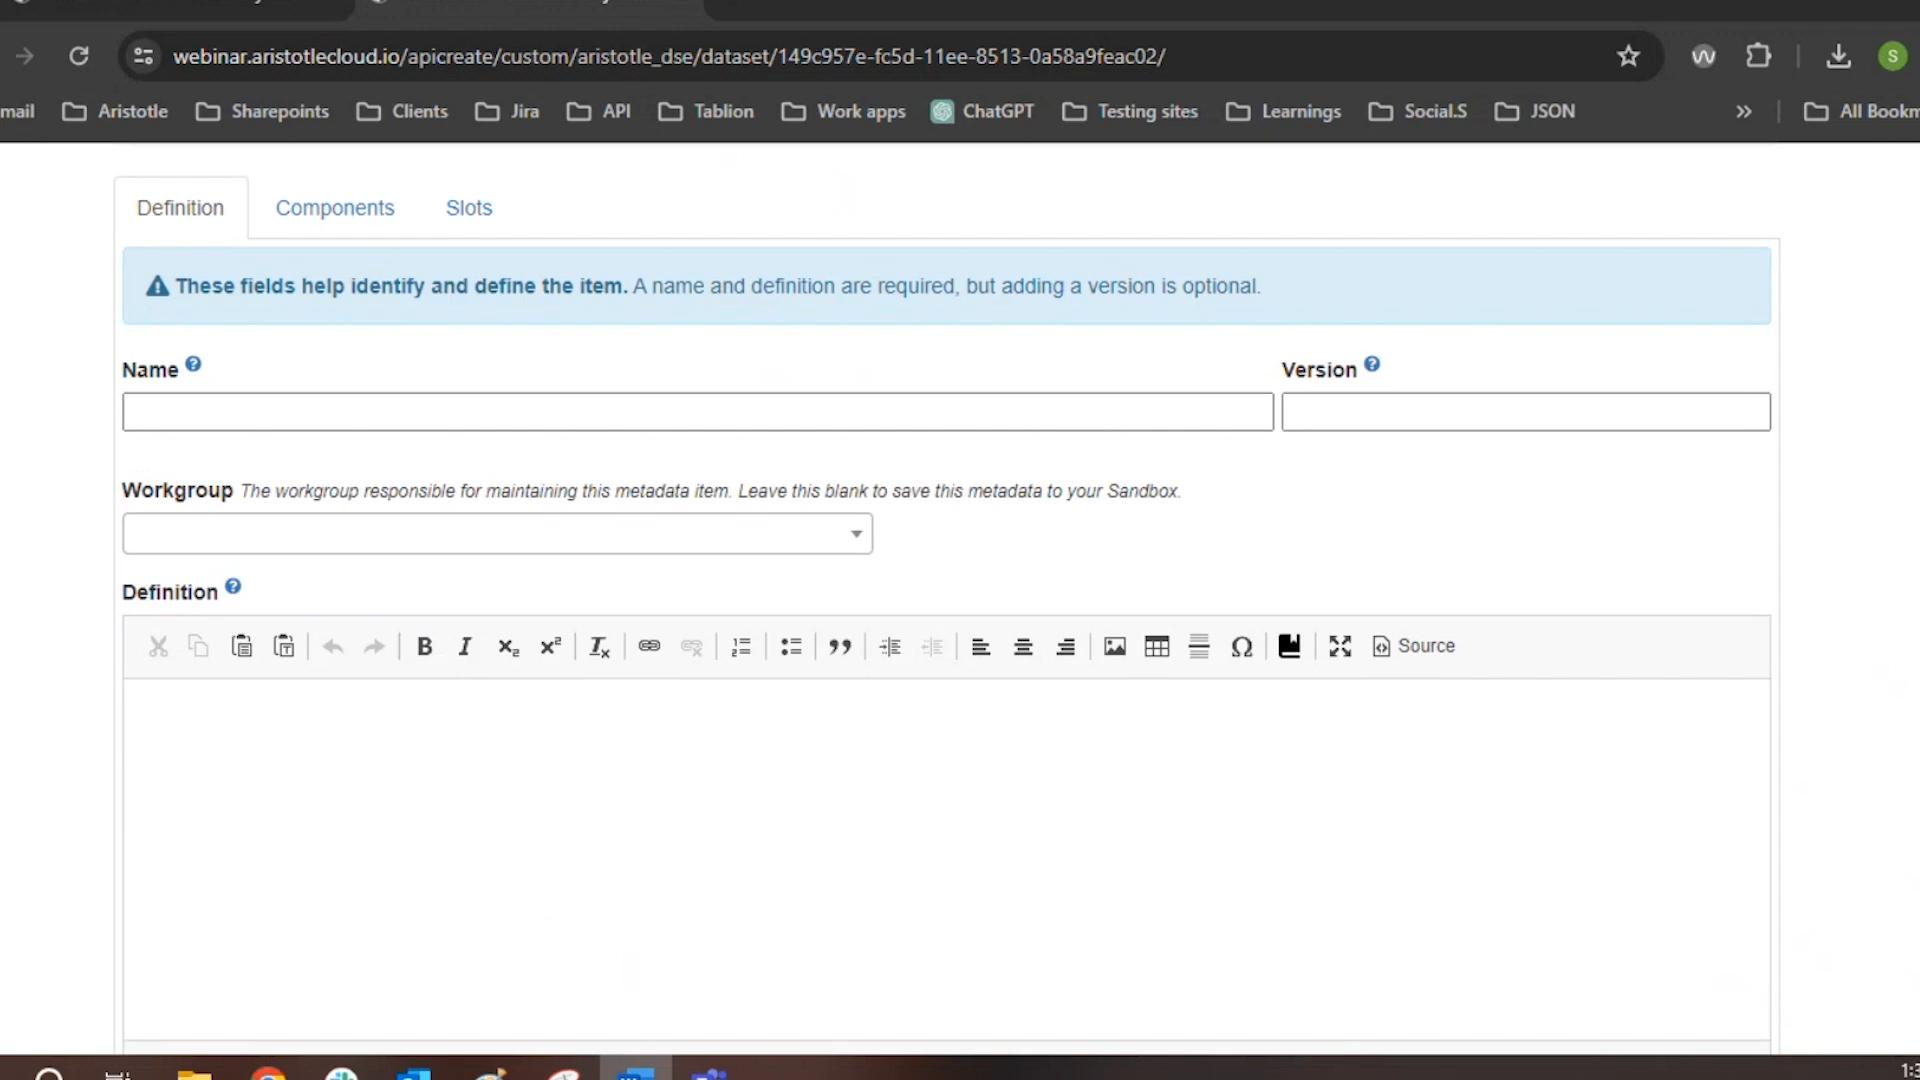 webinar.aristotlecloud.io/apicreate/custom/aristotle_dse/dataset/149c957e-fc5d-11ee-8513-0a58a9feac02/
S
mail Aristotle Sharepoints Clients Jira API Tablion Work apps ChatGPT Testing sites Learnings Social.S JSON » All Bookm
Definition Components Slots
These fields help identify and define the item. A name and definition are required, but adding a version is optional.
Name ? Version ?
Workgroup The workgroup responsible for maintaining this metadata item. Leave this blank to save this metadata to your Sandbox.
Definition ?
Source